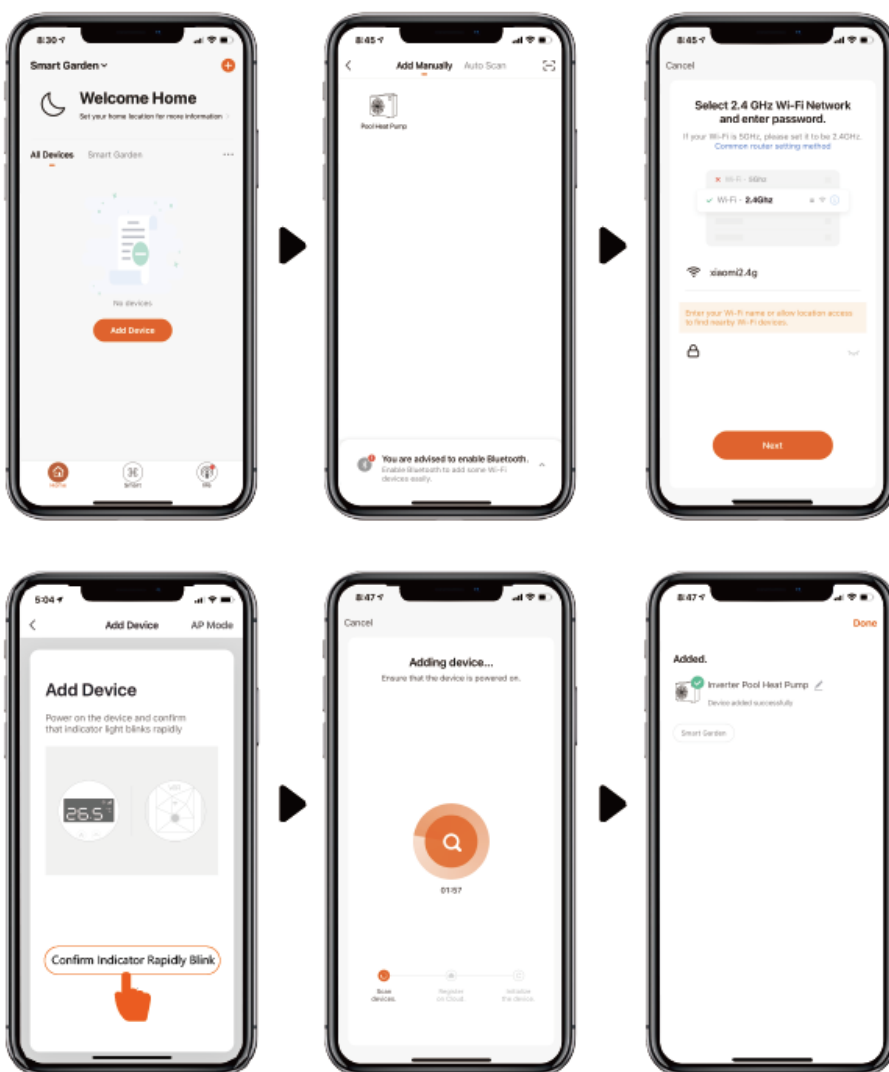 8:30
Smart Garden
Welcome Home
Set your home location for more information
All Devices Smart Garden
No devices
Add Device
Home
Smart
Me
8:45
Add Manually Auto Scan
Pool Heat Pump
You are advised to enable Bluetooth.
Enable Bluetooth to add some Wi-Fi
devices easily.
8:45
Cancel
Select 2.4 GHz Wi-Fi Network
and enter password.
If your Wi-Fi is 5GHz, please set it to be 2.4GHz.
Common router setting method
Wi-Fi - 5Ghz
Wi-Fi - 2.4Ghz
xiaomi2.4g
Enter your Wi-Fi name or allow location access
to find nearby Wi-Fi devices.
Next
5:04
Add Device AP Mode
Add Device
Power on the device and confirm
that indicator light blinks rapidly
26.5
Confirm Indicator Rapidly Blink
8:47
Cancel
Adding device...
Ensure that the device is powered on.
01:57
Scan
devices.
Register
on Cloud.
Initialize
the device.
8:47
Done
Added.
Inverter Pool Heat Pump
Device added successfully
Smart Garden